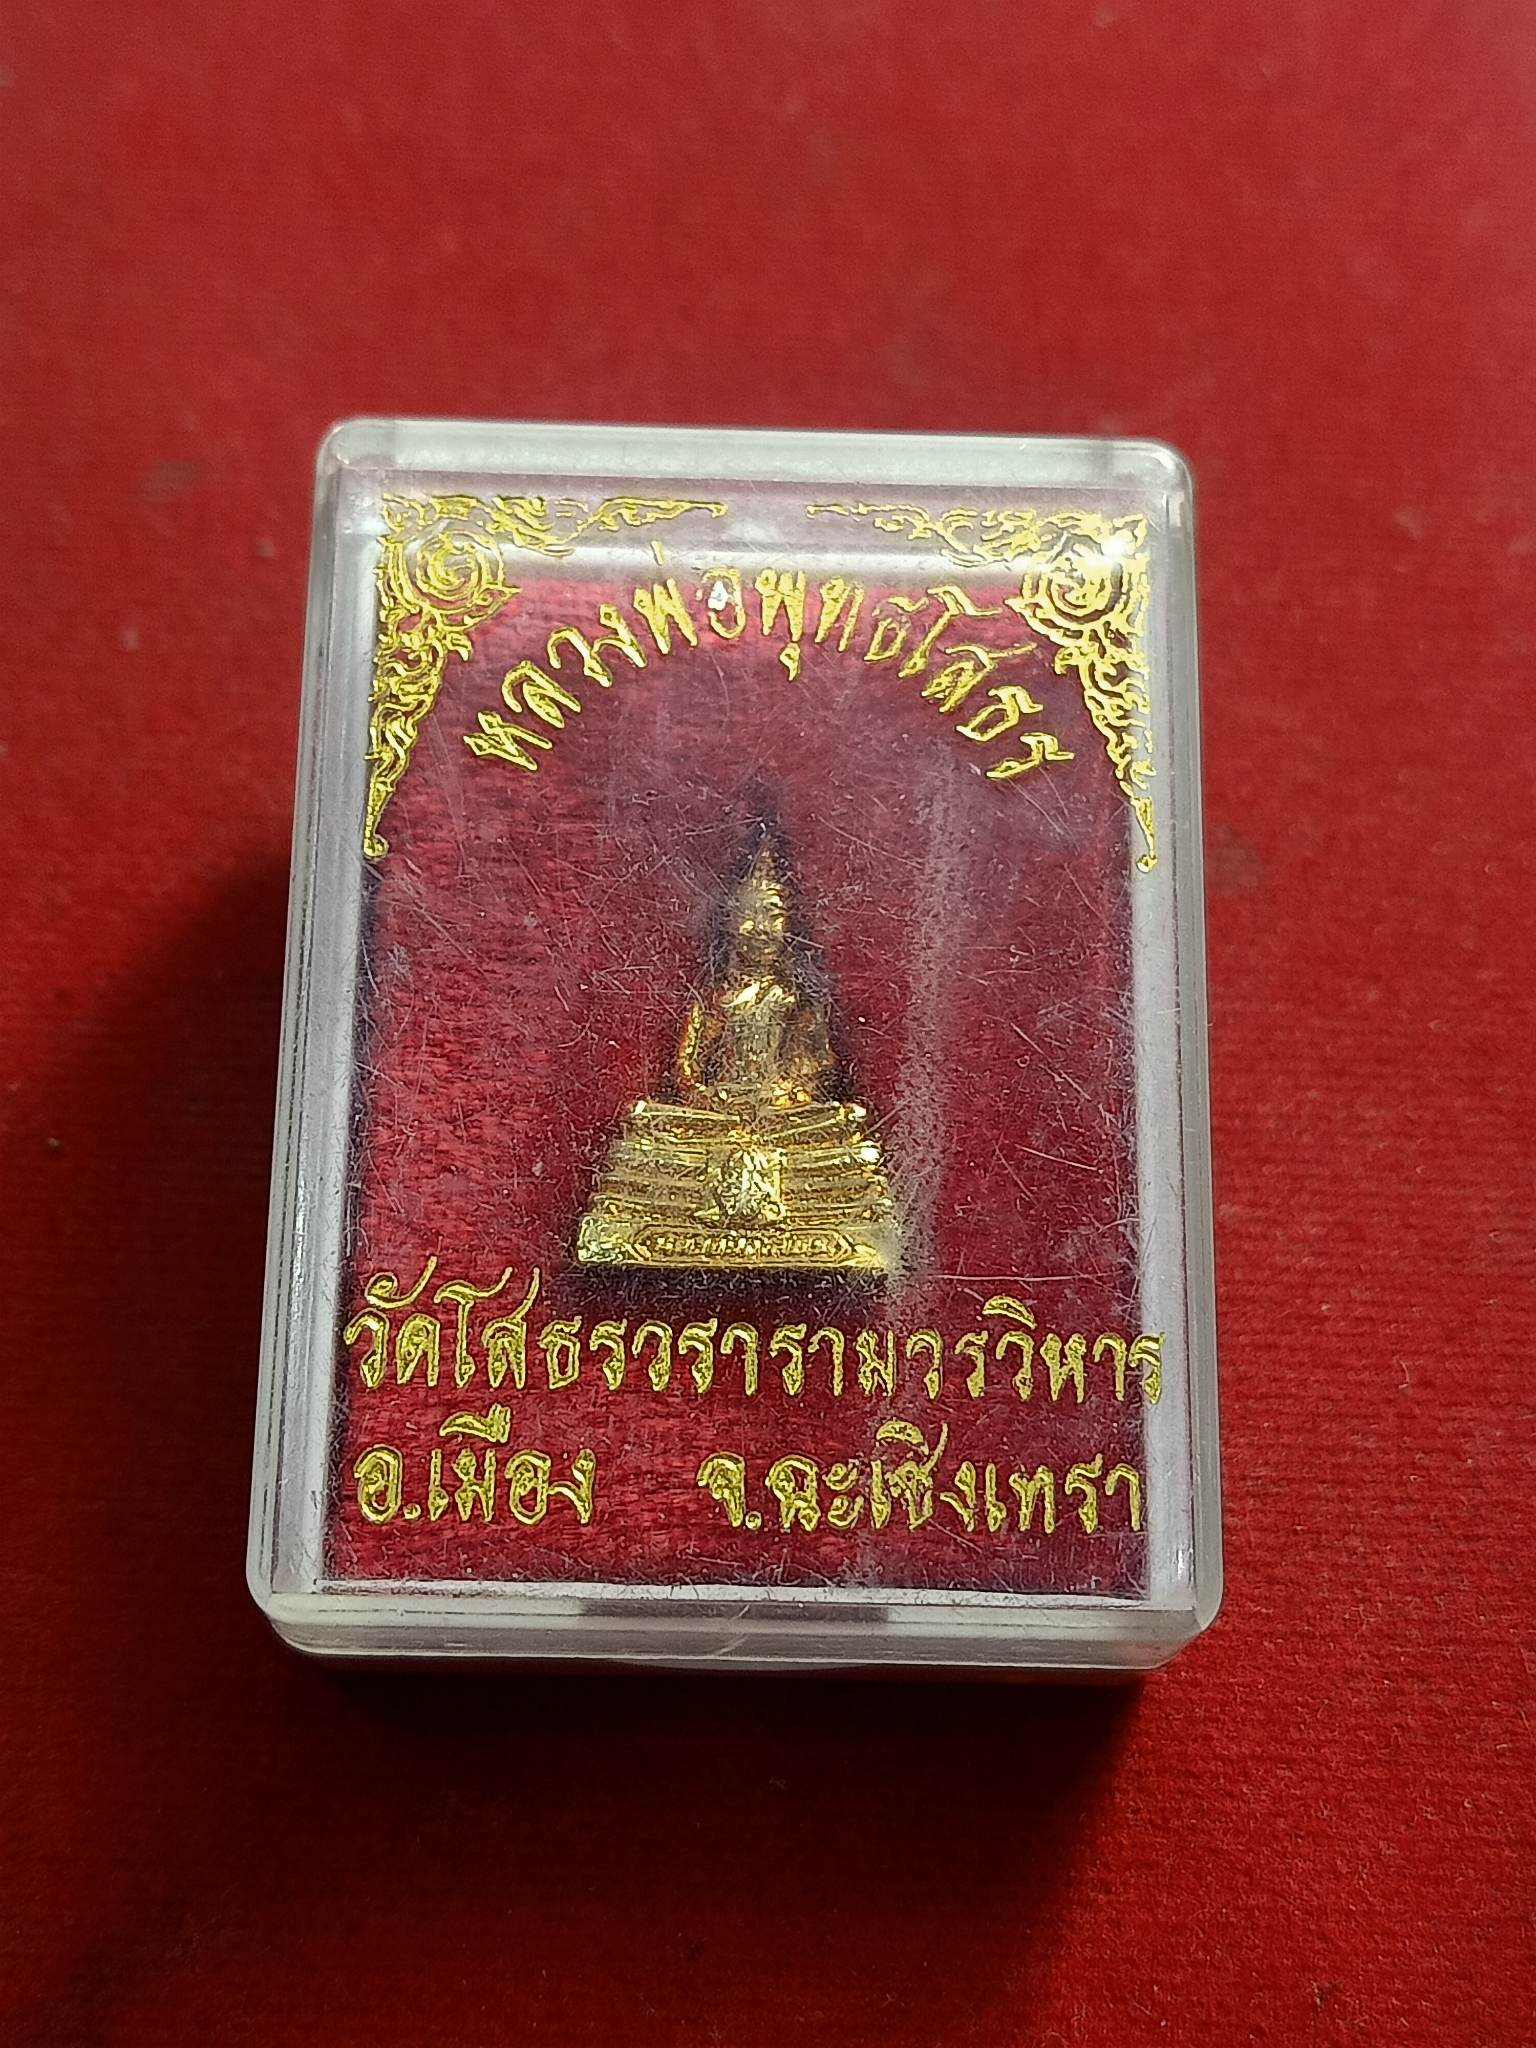 หลวงพ่อพุทธโสธร
วัดโสธรวรารามวรวิหาร
อ.เมือง จ.ฉะเชิงเทรา